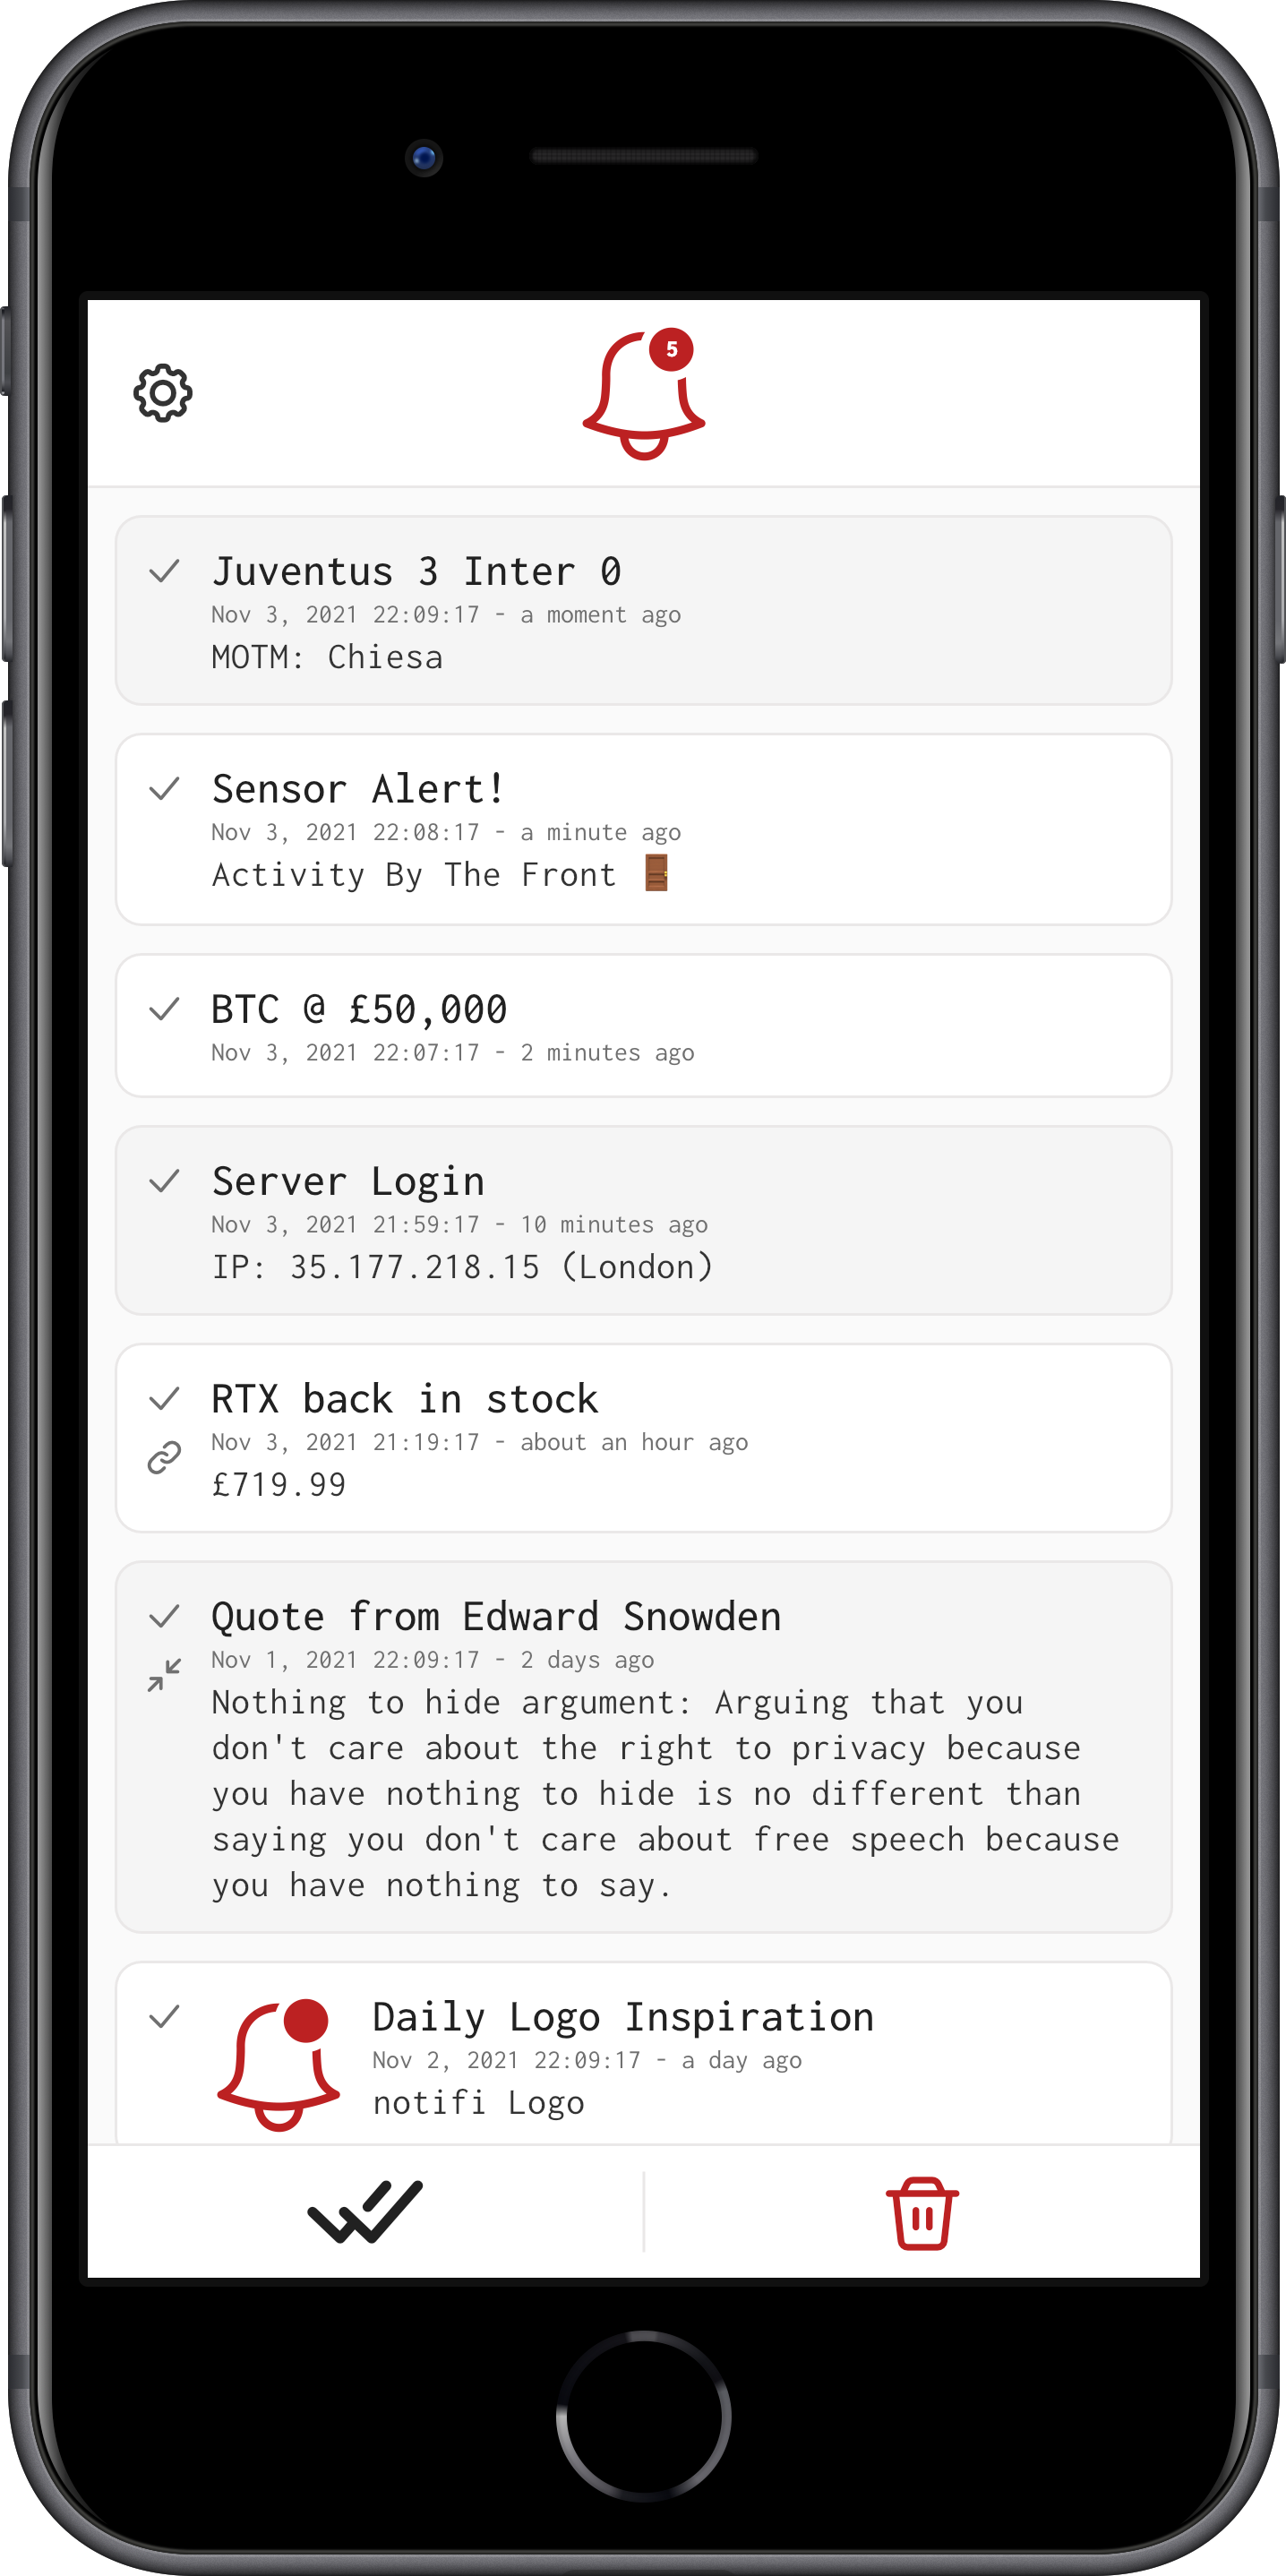 5
Juventus 3 Inter 0
Nov 3, 2021 22:09:17 - a moment ago
MOTM: Chiesa
Sensor Alert!
Nov 3, 2021 22:08:17 - a minute ago
Activity By The Front 🚪
BTC @ £50,000
Nov 3, 2021 22:07:17 - 2 minutes ago
Server Login
Nov 3, 2021 21:59:17 - 10 minutes ago
IP: 35.177.218.15 (London)
RTX back in stock
Nov 3, 2021 21:19:17 - about an hour ago
£719.99
Quote from Edward Snowden
Nov 1, 2021 22:09:17 - 2 days ago
Nothing to hide argument: Arguing that you
don't care about the right to privacy because
you have nothing to hide is no different than
saying you don't care about free speech because
you have nothing to say.
Daily Logo Inspiration
Nov 2, 2021 22:09:17 - a day ago
notifi Logo